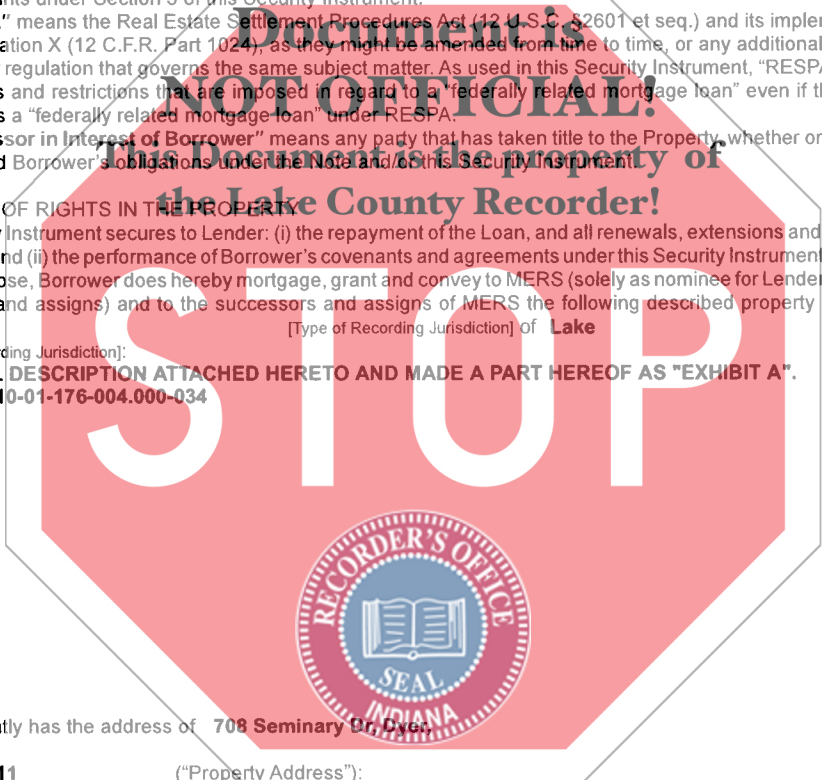 nts under Section 3 of this Security Instrument.
" means the Real Estate Settlement Procedures Act (12 U.S.C. §2601 et seq.) and its impler
ation X (12 C.F.R. Part 1024), as they might be amended from time to time, or any additional
regulation that governs the same subject matter. As used in this Security Instrument, "RESPA
s and restrictions that are imposed in regard to a "federally related mortgage loan" even if th
s a "federally related mortgage loan" under RESPA.
ssor in Interest of Borrower" means any party that has taken title to the Property, whether or
d Borrower's obligations under the Note and/or this Security Instrument.
Document is
NOT OFFICIAL!
This Document is the property of
the Lake County Recorder!
OF RIGHTS IN THE PROPERTY
Instrument secures to Lender: (i) the repayment of the Loan, and all renewals, extensions and
nd (ii) the performance of Borrower's covenants and agreements under this Security Instrument
ose, Borrower does hereby mortgage, grant and convey to MERS (solely as nominee for Lender
and assigns) and to the successors and assigns of MERS the following described property
[Type of Recording Jurisdiction] of Lake
ding Jurisdiction]:
DESCRIPTION ATTACHED HERETO AND MADE A PART HEREOF AS "EXHIBIT A".
10-01-176-004.000-034
STOP
RECORDER'S OFFICE
SEAL
INDIANA
tly has the address of 708 Seminary Dr, Dyer,
11 ("Property Address"):